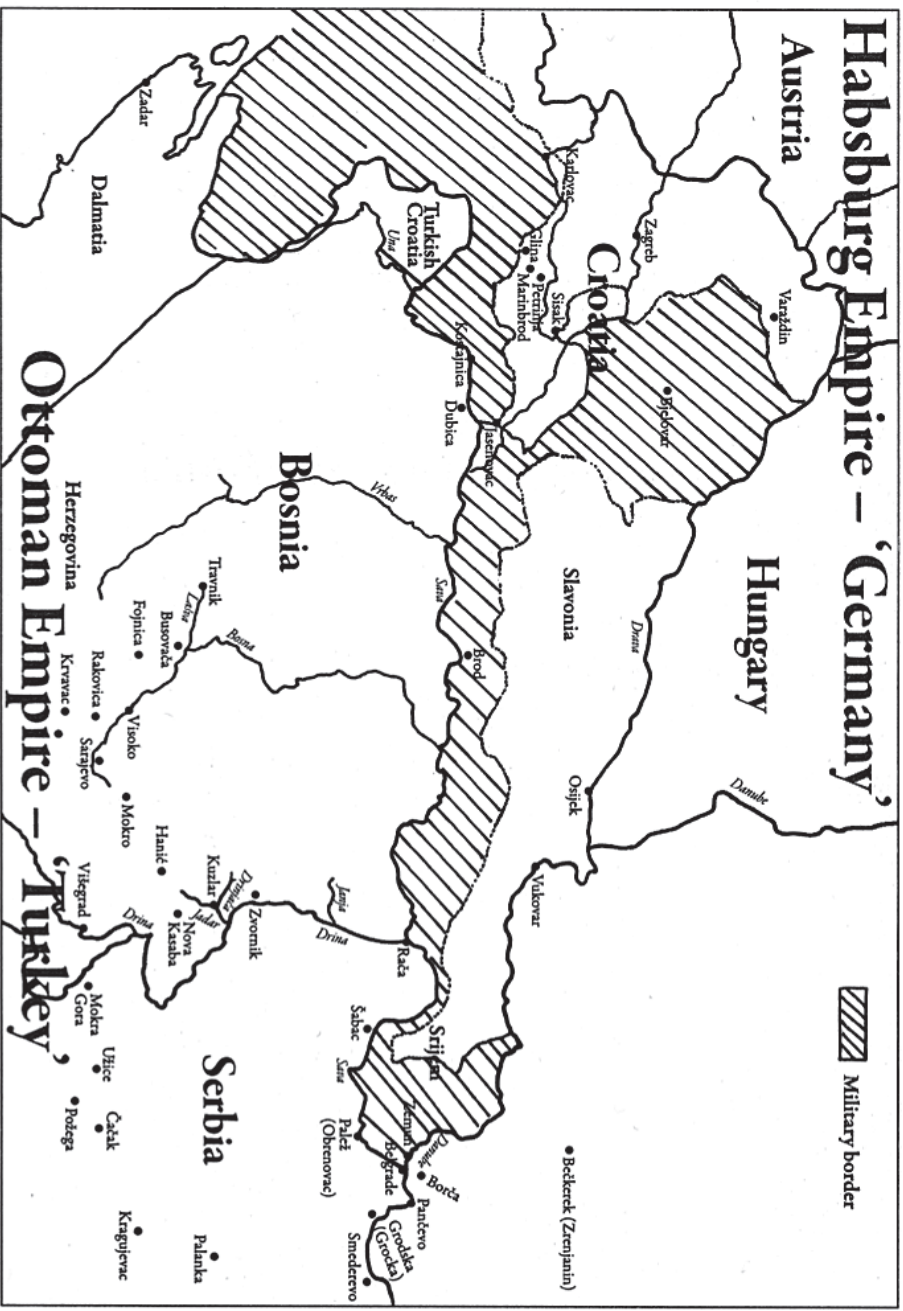 Habsburg Empire – ‘Germany’
Austria
Hungary
Military border
Varaždin
Zagreb
Croatia
Bjelovar
Drava
Danube
Karlovac
Glina
Petrinja
Marinbrod
Sisak
Slavonia
Osijek
Vukovar
Bečkerek (Zrenjanin)
Turkish
Croatia
Una
Kostajnica
Dubica
Jasenovac
Sava
Brod
Rača
Srijem
Šabac
Sava
Zemun
Danube
Borča
Belgrade
Pančevo
Palež
(Obrenovac)
Grodska
(Grocka)
Smederevo
Zadar
Dalmatia
Bosnia
Vrbas
Travnik
Lašva
Bosna
Busovača
Fojnica
Visoko
Rakovica
Krvavac
Sarajevo
Mokro
Hanić
Kuzlar
Drinjača
Jadar
Nova
Kasaba
Zvornik
Janja
Drina
Drina
Višegrad
Mokra
Gora
Užice
Požega
Čačak
Serbia
Kragujevac
Palanka
Herzegovina
Ottoman Empire – ‘Turkey’